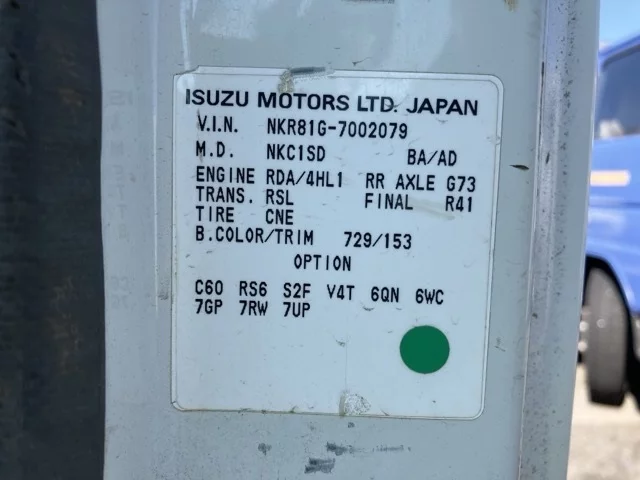 ISUZU MOTORS LTD. JAPAN
V.I.N. NKR81G-7002079
M.D. NKC1SD BA/AD
ENGINE RDA/4HL1 RR AXLE G73
TRANS. RSL FINAL R41
TIRE CNE
B.COLOR/TRIM 729/153
OPTION
C60 RS6 S2F V4T 6QN 6WC
7GP 7RW 7UP